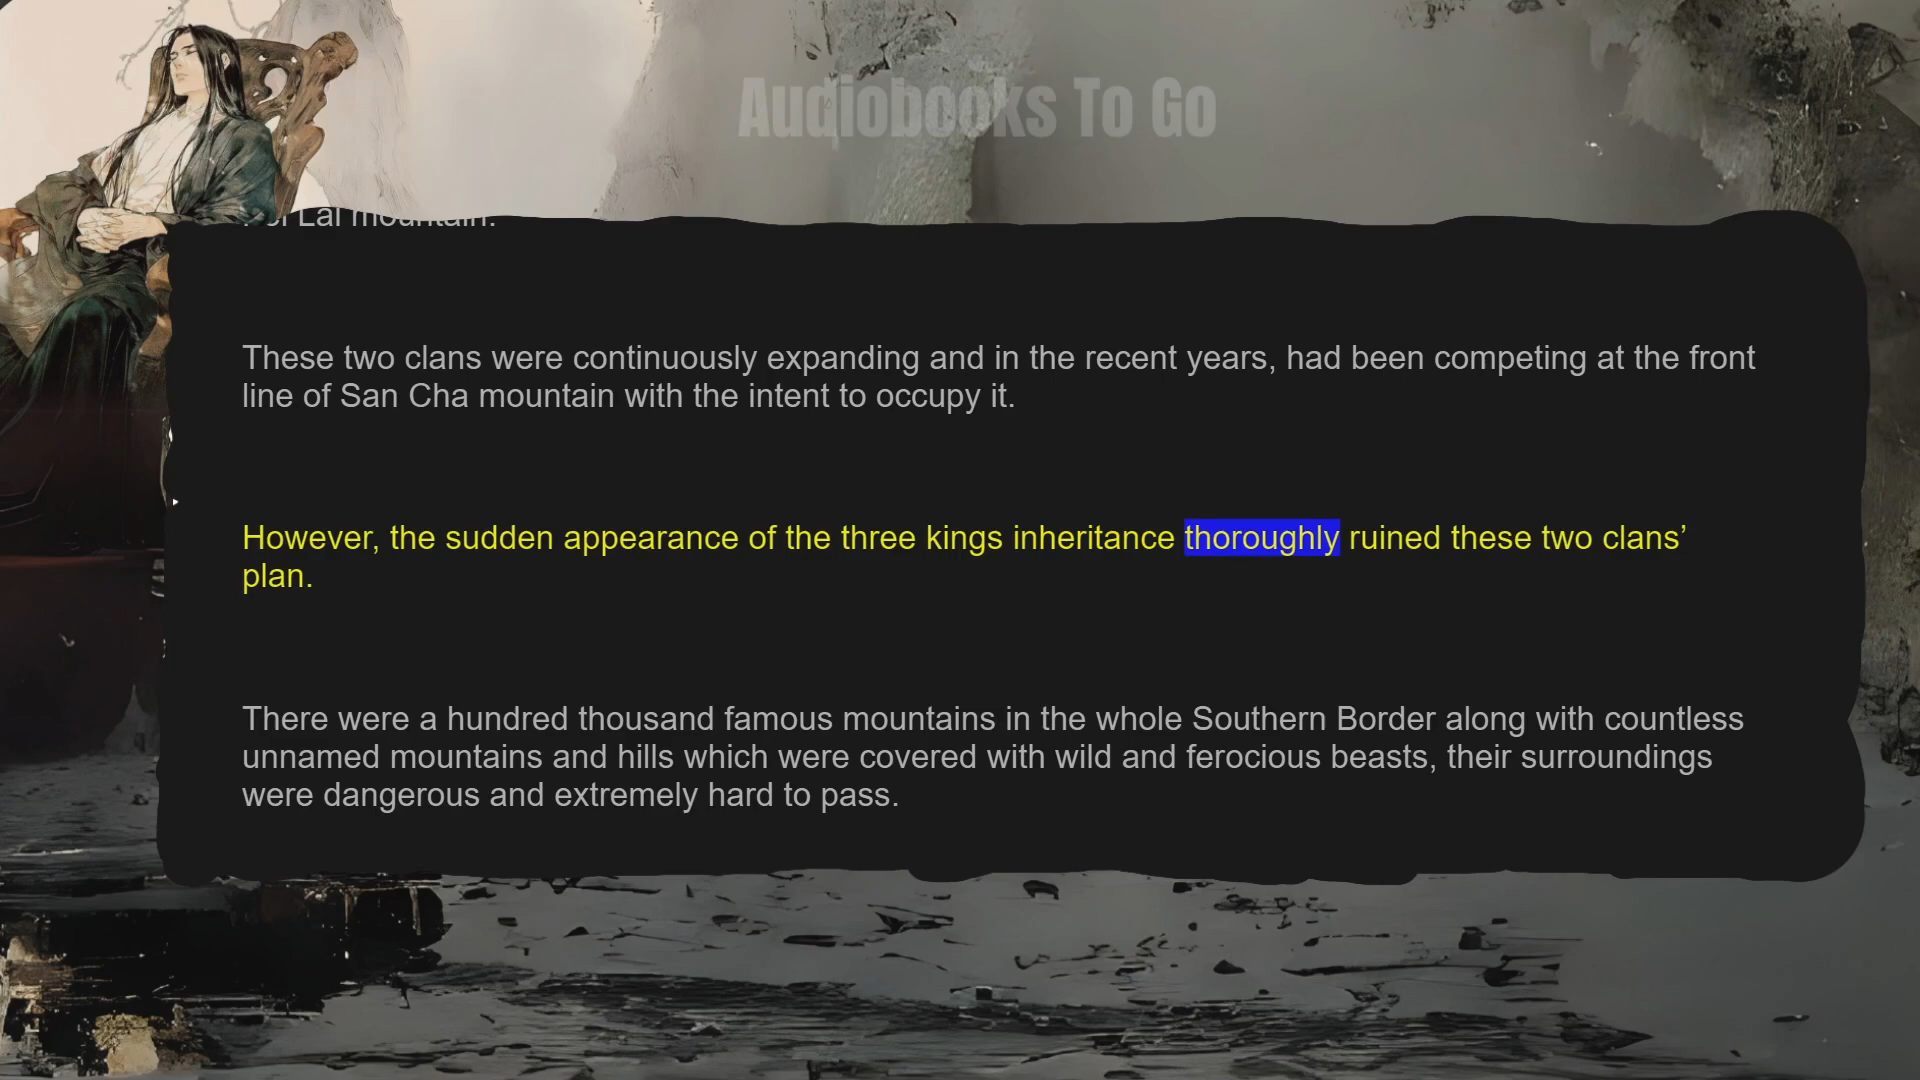 Audiobooks To Go
Lai mountain.
These two clans were continuously expanding and in the recent years, had been competing at the front
line of San Cha mountain with the intent to occupy it.
However, the sudden appearance of the three kings inheritance thoroughly ruined these two clans’
plan.
There were a hundred thousand famous mountains in the whole Southern Border along with countless
unnamed mountains and hills which were covered with wild and ferocious beasts, their surroundings
were dangerous and extremely hard to pass.